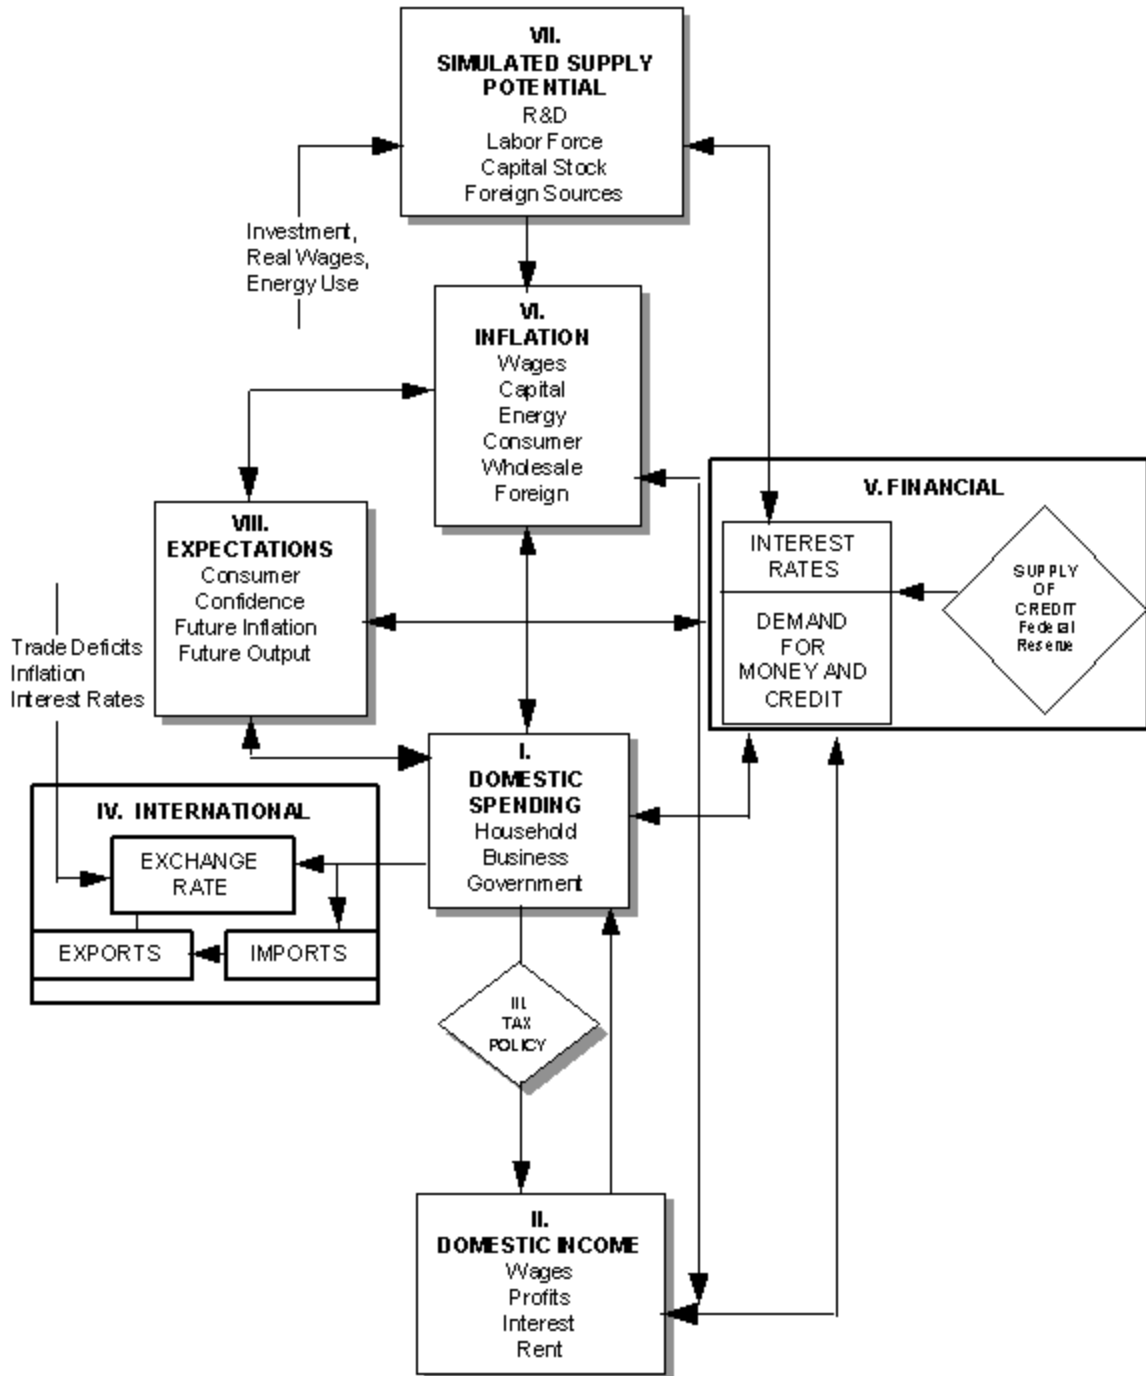 VII.
SIMULATED SUPPLY
POTENTIAL
R&D
Labor Force
Capital Stock
Foreign Sources
Investment,
Real Wages,
Energy Use
VI.
INFLATION
Wages
Capital
Energy
Consumer
Wholesale
Foreign
VIII.
EXPECTATIONS
Consumer
Confidence
Future Inflation
Future Output
V. FINANCIAL
INTEREST
RATES
DEMAND
FOR
MONEY AND
CREDIT
SUPPLY
OF
CREDIT
Federal
Reserve
Trade Deficits
Inflation
Interest Rates
I.
DOMESTIC
SPENDING
Household
Business
Government
IV. INTERNATIONAL
EXCHANGE
RATE
EXPORTS
IMPORTS
III.
TAX
POLICY
II.
DOMESTIC INCOME
Wages
Profits
Interest
Rent